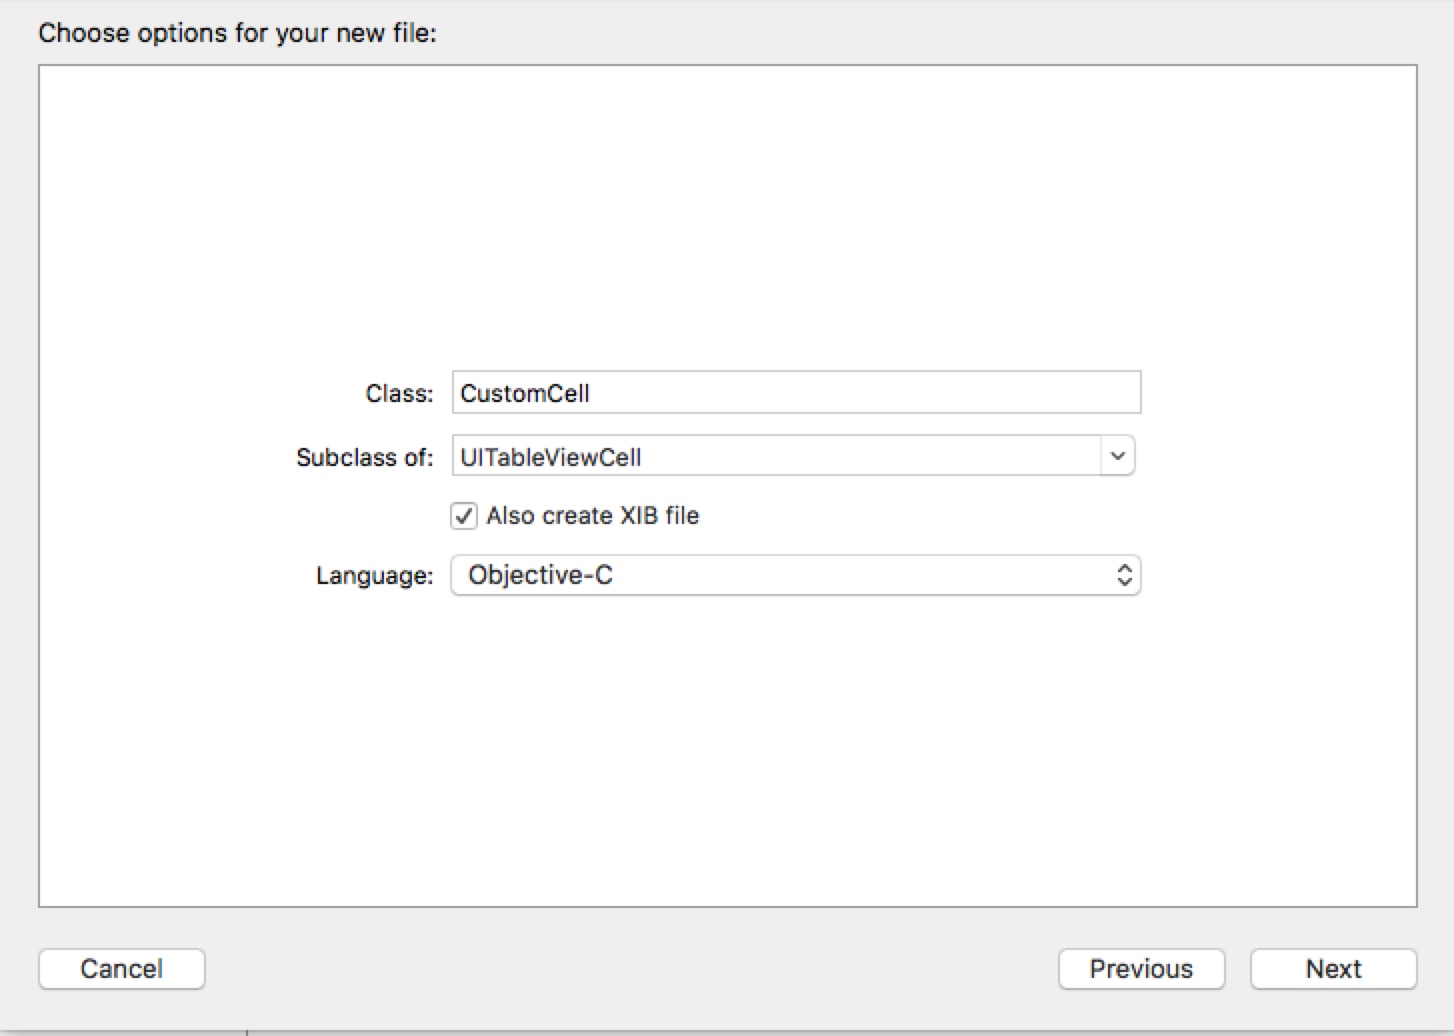 Choose options for your new file:
Class: CustomCell
Subclass of: UITableViewCell
Also create XIB file
Language: Objective-C
Cancel Previous Next